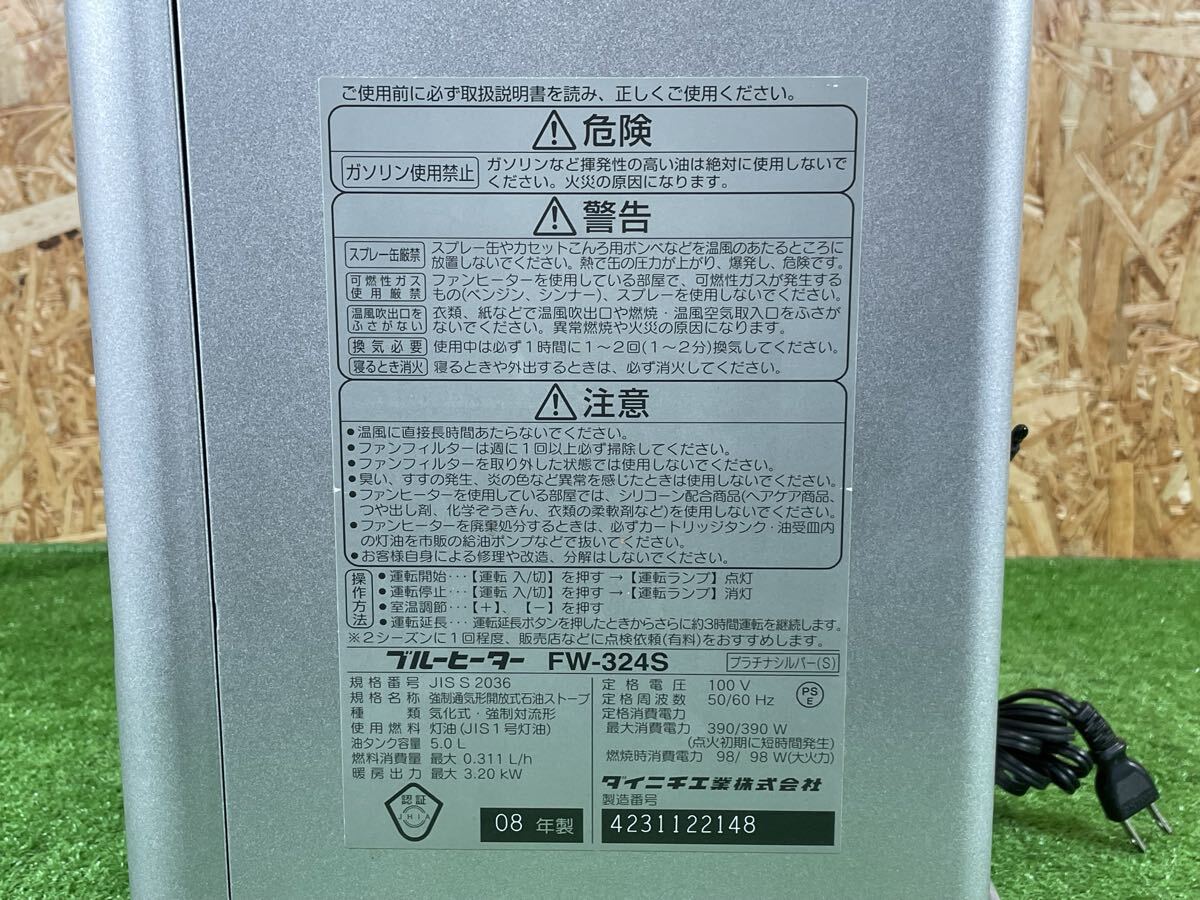 ご使用前に必ず取扱説明書を読み、正しくご使用ください。
危険
ガソリン使用禁止
ガソリンなど揮発性の高い油は絶対に使用しないで
ください。火災の原因になります。
警告
スプレー缶厳禁
スプレー缶やカセットこんろ用ボンベなどを温風のあたるところに
放置しないでください。熱で缶の圧力が上がり、爆発し、危険です。
可燃性ガス
使用厳禁
ファンヒーターを使用している部屋で、可燃性ガスが発生する
もの(ベンジン、シンナー)、スプレーを使用しないでください。
温風吹出口を
ふさがない
衣類、紙などで温風吹出口や燃焼・温風空気取入口をふさが
ないでください。異常燃焼や火災の原因になります。
換気必要
使用中は必ず1時間に1〜2回(1〜2分)換気してください。
寝るとき消火
寝るときや外出するときは、必ず消火してください。
注意
●温風に直接長時間あたらないでください。
●ファンフィルターは週に1回以上必ず掃除してください。
●ファンフィルターを取り外した状態では使用しないでください。
●臭い、すすの発生、炎の色など異常を感じたときは使用しないでください。
●ファンヒーターを使用している部屋では、シリコーン配合商品(ヘアケア商品、
つや出し剤、化学ぞうきん、衣類の柔軟剤など)を使用しないでください。
●ファンヒーターを廃棄処分するときは、必ずカートリッジタンク・油受皿内
の灯油を市販の給油ポンプなどで抜いてください。
●お客様自身による修理や改造、分解はしないでください。
操作方法
●運転開始･･･【運転 入/切】を押す →【運転ランプ】点灯
●運転停止･･･【運転 入/切】を押す →【運転ランプ】消灯
●室温調節･･･【＋】、【－】を押す
●運転延長･･･運転延長ボタンを押したときからさらに約3時間運転を継続します。
※2シーズンに1回程度、販売店などに点検依頼(有料)をおすすめします。
ブルーヒーター FW-324S
プラチナシルバー(S)
規格番号 JIS S 2036
規格名称 強制通気形開放式石油ストーブ
種類 気化式・強制対流形
使用燃料 灯油(JIS1号灯油)
油タンク容量 5.0 L
燃料消費量 最大 0.311 L/h
暖房出力 最大 3.20 kW
認証
JHIA
08 年製
定格電圧 100 V
定格周波数 50/60 Hz
PS
E
定格消費電力
最大消費電力 390/390 W
(点火初期に短時間発生)
燃焼時消費電力 98/ 98 W(大火力)
ダイニチ工業株式会社
製造番号
4231122148